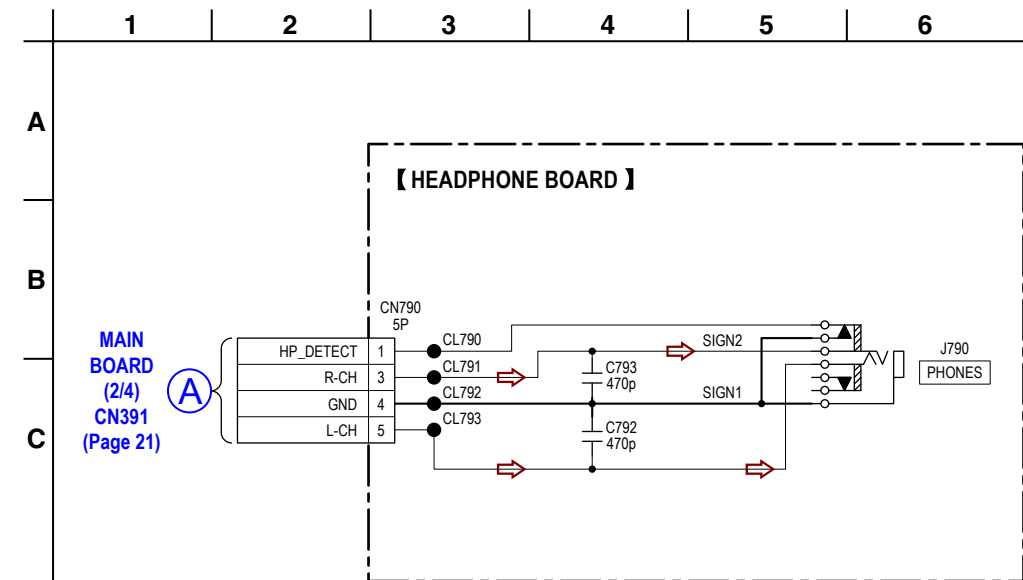 1 2 3 4 5 6
A
【 HEADPHONE BOARD 】
B
CN790
5P
MAIN
BOARD
(2/4)
CN391
(Page 21)
A
HP_DETECT 1 CL790
R-CH 3 CL791
GND 4 CL792
L-CH 5 CL793
C793
470p
C792
470p
SIGN2
SIGN1
J790
PHONES
C